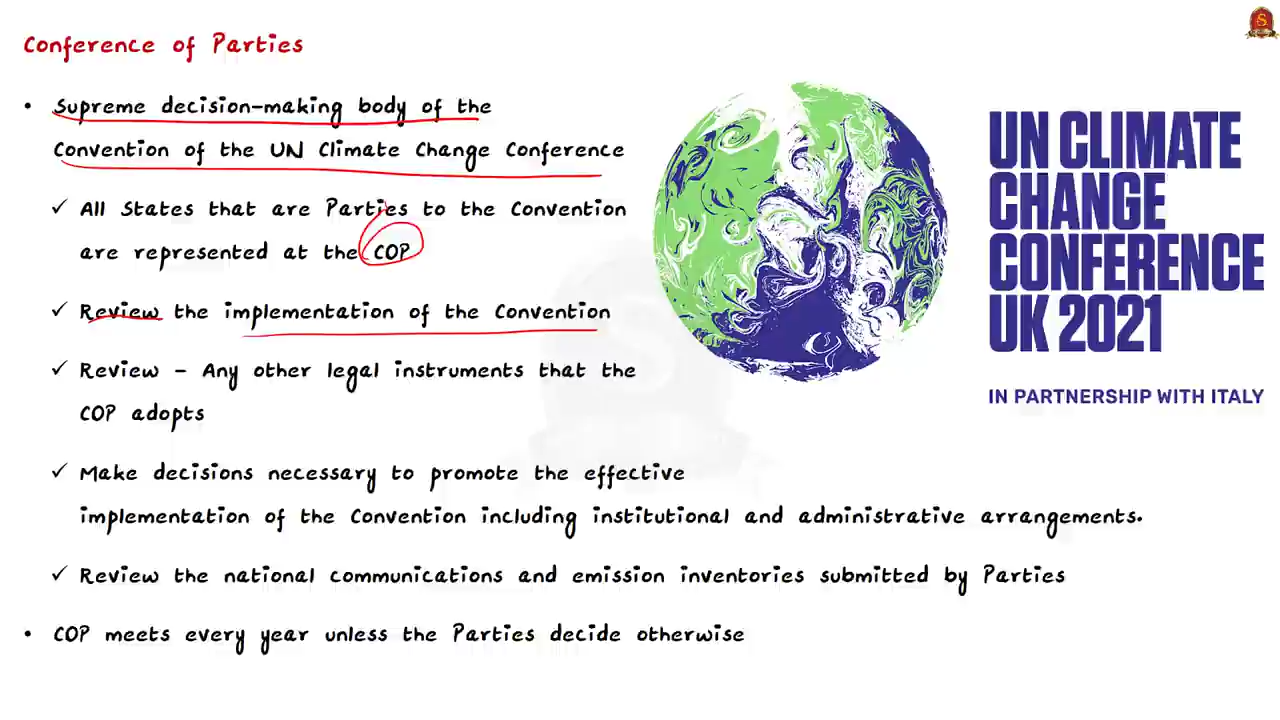 Conference of Parties
• Supreme decision-making body of the
Convention of the UN Climate Change Conference
✓ All States that are Parties to the Convention
are represented at the COP
✓ Review the implementation of the Convention
✓ Review - Any other legal instruments that the
COP adopts
✓ Make decisions necessary to promote the effective
implementation of the Convention including institutional and administrative arrangements.
✓ Review the national communications and emission inventories submitted by Parties
• COP meets every year unless the Parties decide otherwise
UN CLIMATE
CHANGE
CONFERENCE
UK 2021
IN PARTNERSHIP WITH ITALY